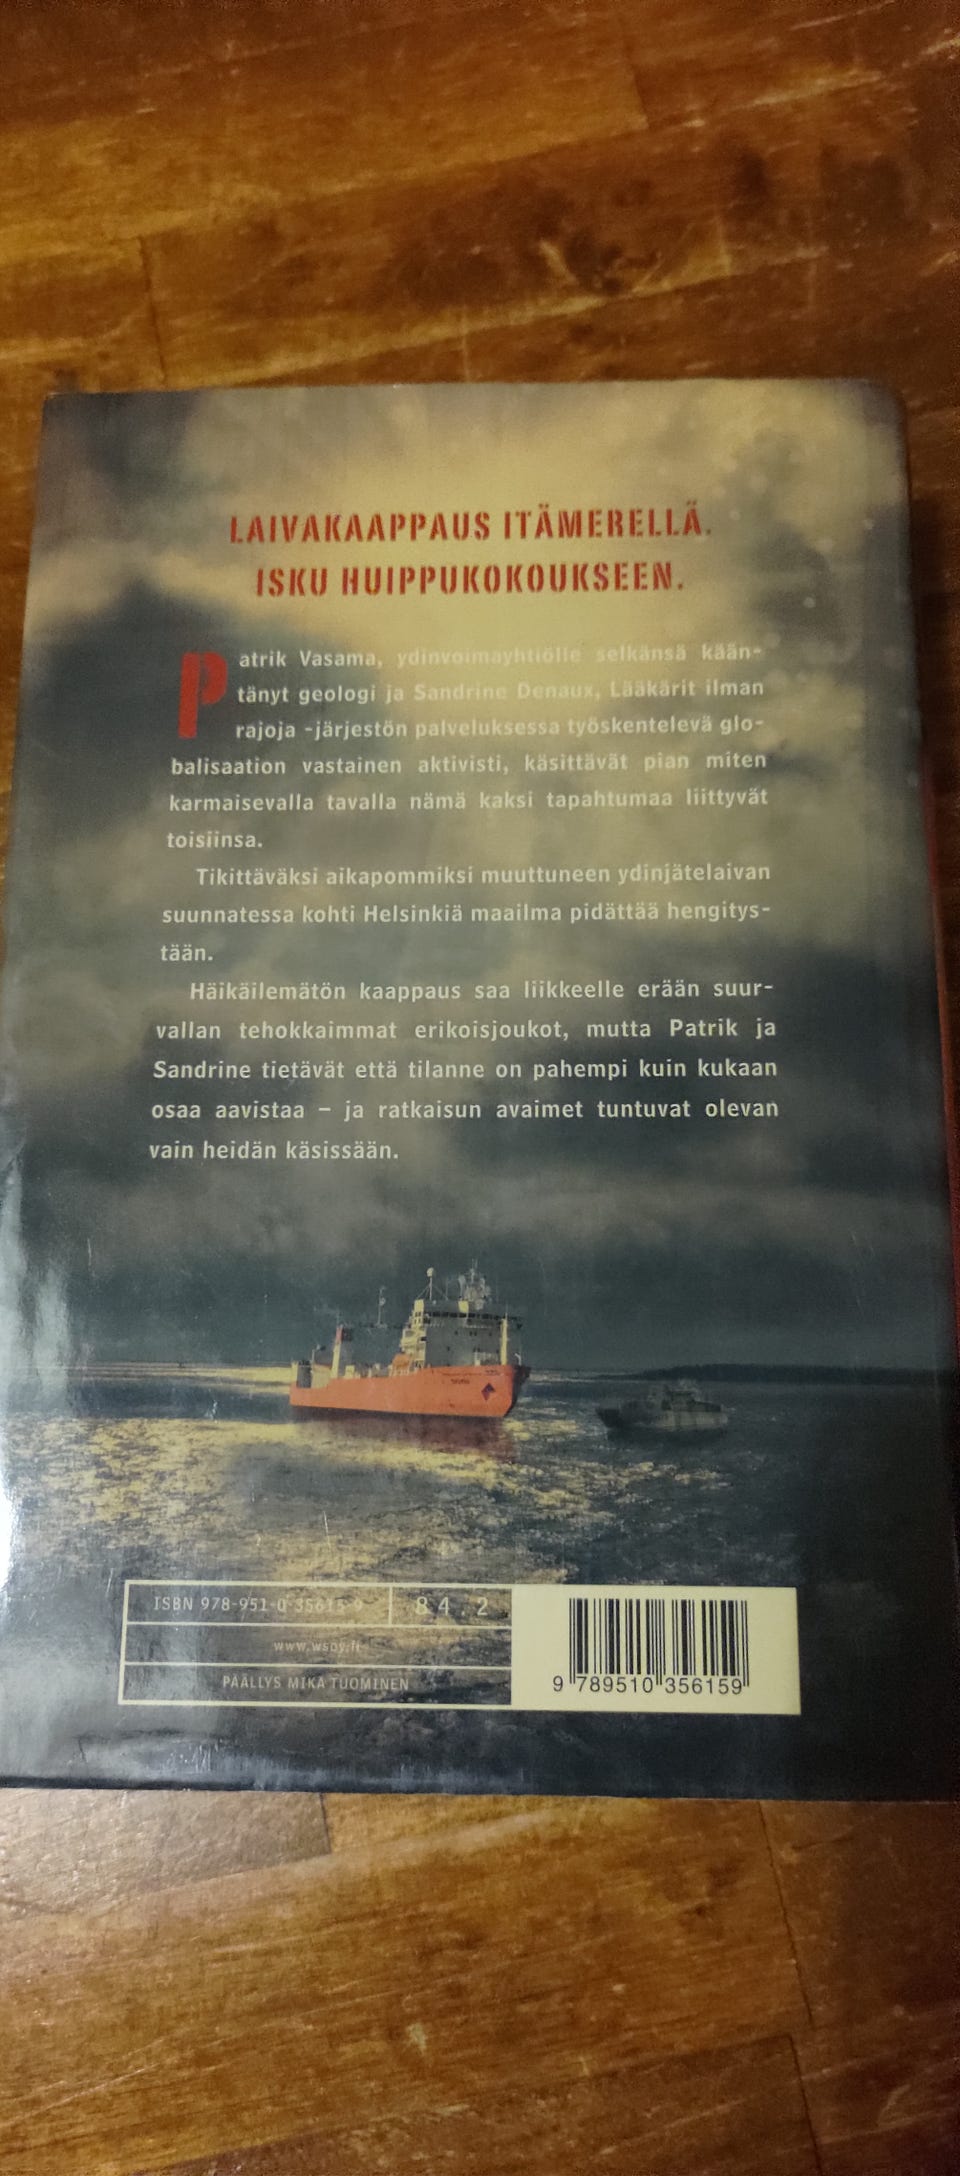 LAIVAKAAPPAUS ITÄMERELLÄ.
ISKU HUIPPUKOKOUKSEEN.
Patrik Vasama, ydinvoimayhtiölle selkänsä kään-
tänyt geologi ja Sandrine Denaux, Lääkärit ilman
rajoja -järjestön palveluksessa työskentelevä glo-
balisaation vastainen aktivisti, käsittävät pian miten
karmaisevalla tavalla nämä kaksi tapahtumaa liittyvät
toisiinsa.
Tikittäväksi aikapommiksi muuttuneen ydinjätelaivan
suunnatessa kohti Helsinkiä maailma pidättää hengitys-
tään.
Häikäilemätön kaappaus saa liikkeelle erään suur-
vallan tehokkaimmat erikoisjoukot, mutta Patrik ja
Sandrine tietävät että tilanne on pahempi kuin kukaan
osaa aavistaa – ja ratkaisun avaimet tuntuvat olevan
vain heidän käsissään.
ISBN 978-951-0-35615-9 84.2
www.wsoy.fi
PÄÄLLYS MIKA TUOMINEN
9 789510 356159